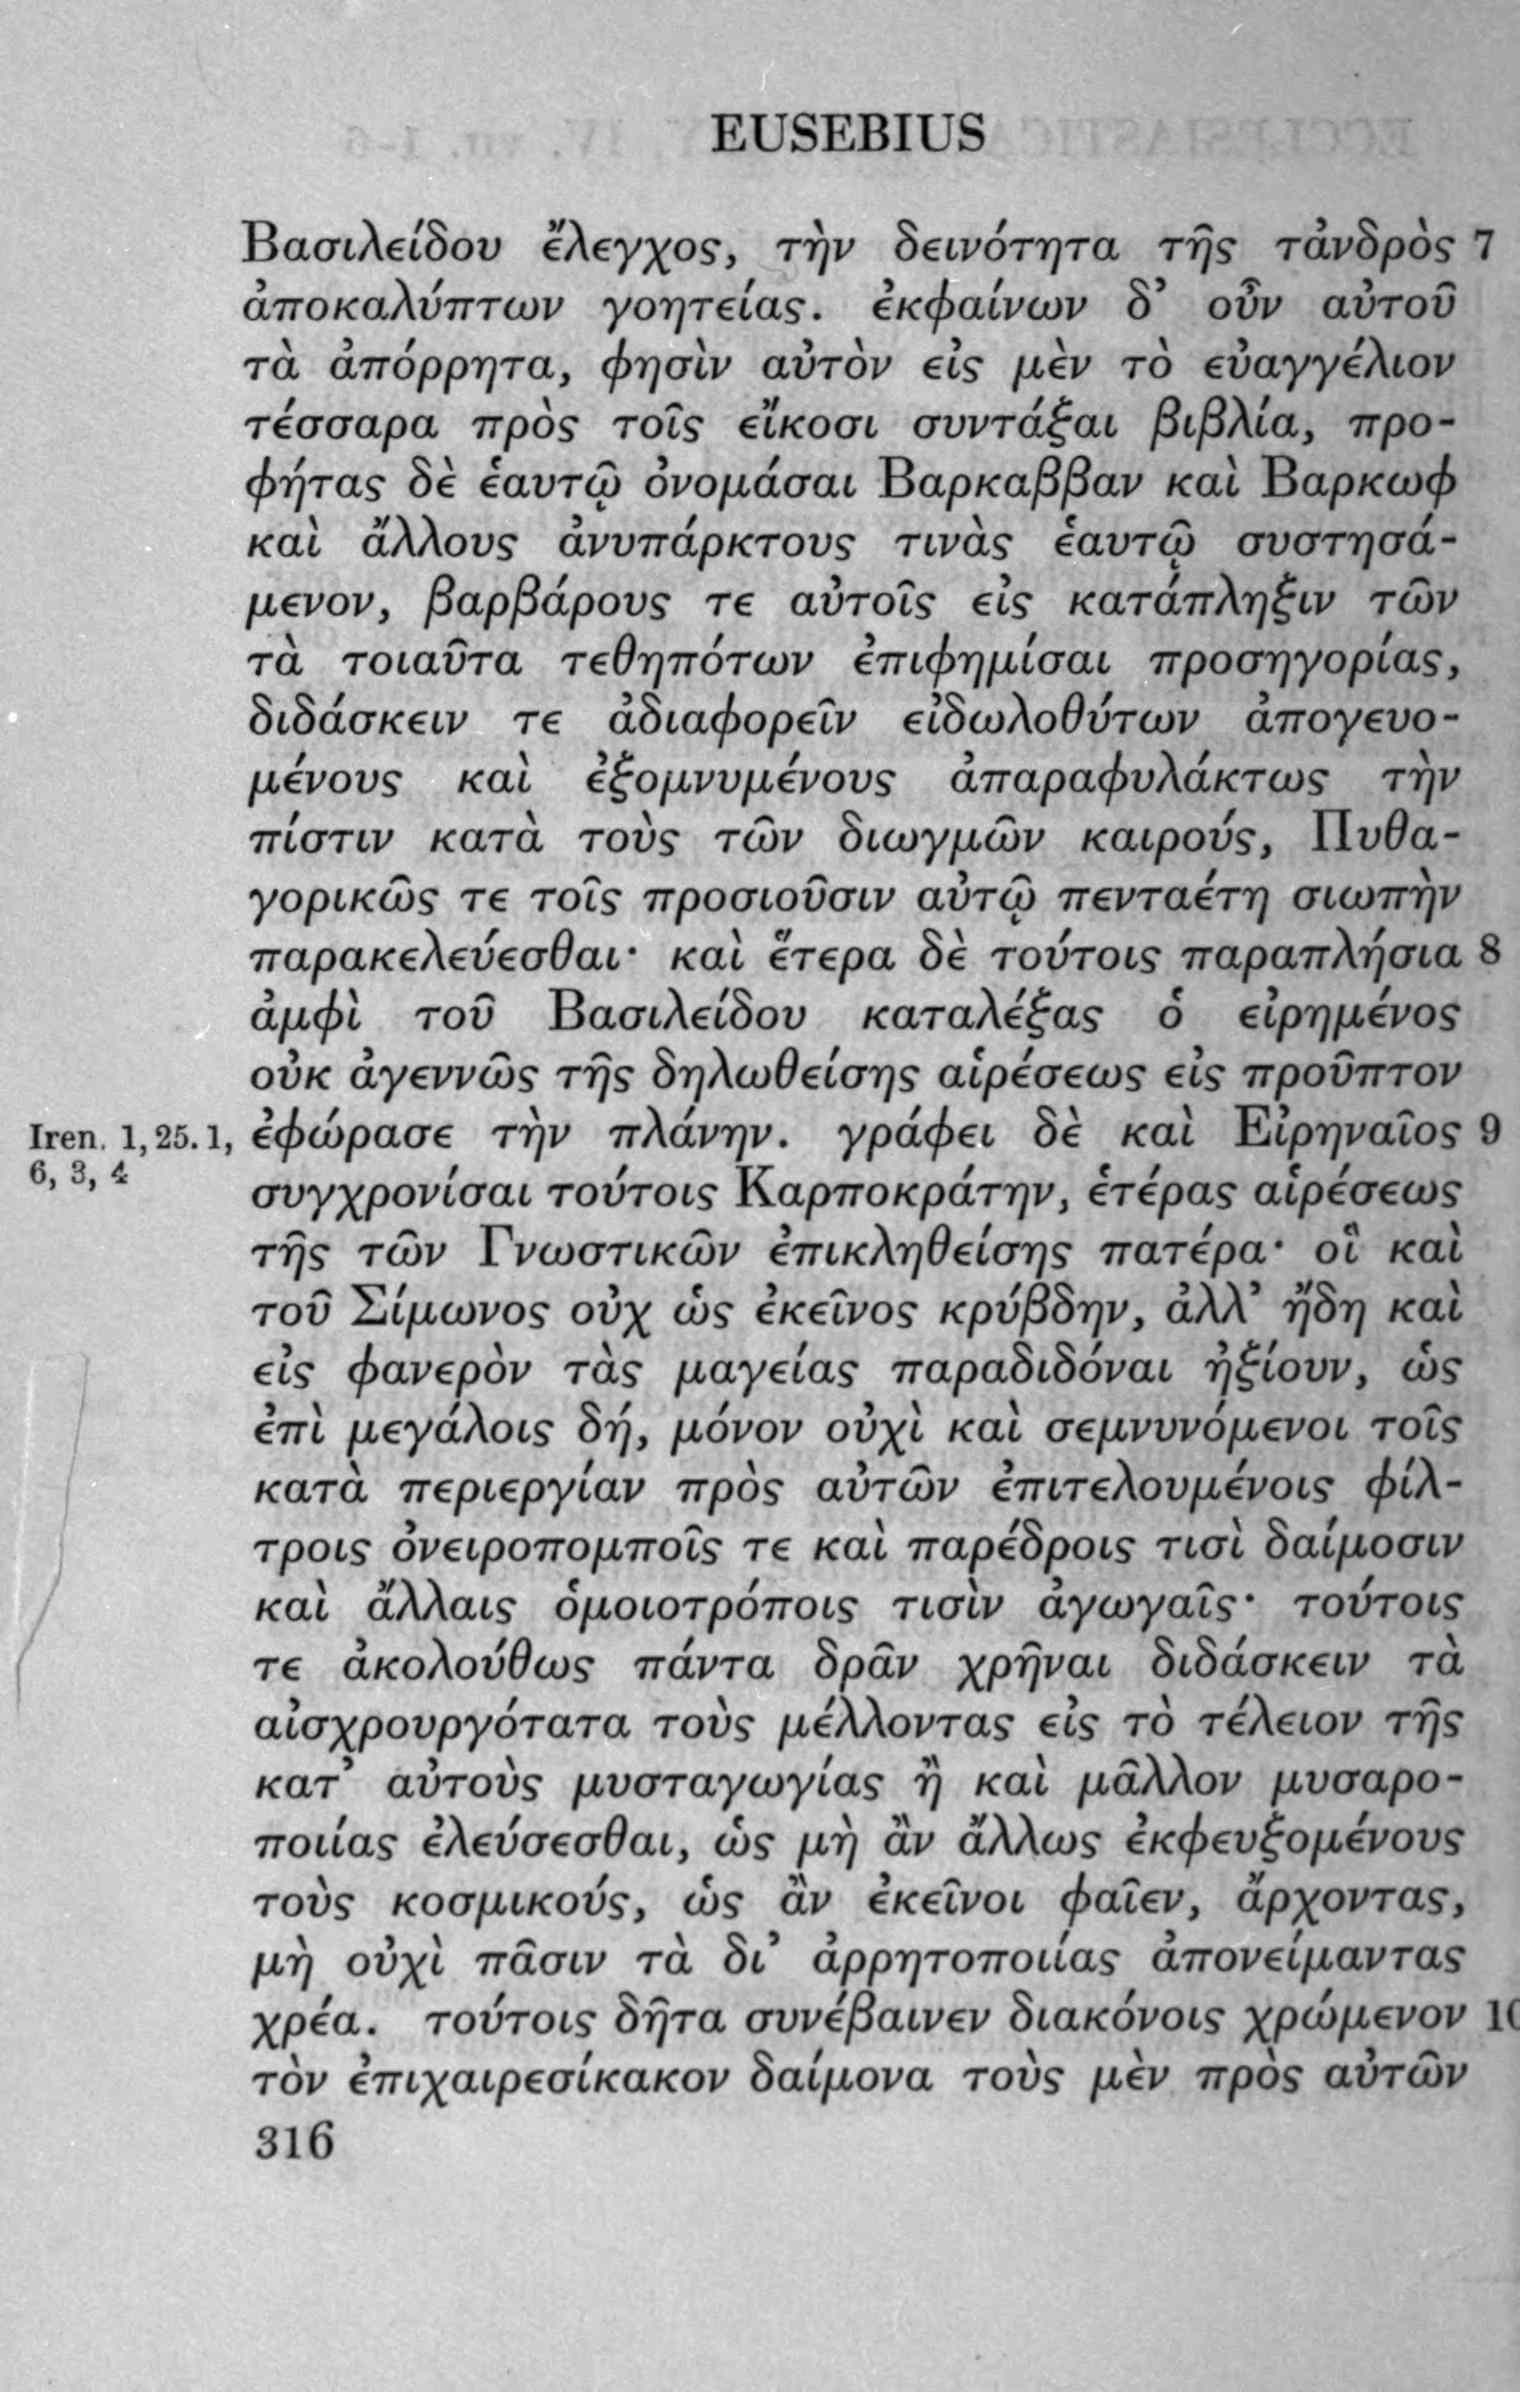 EUSEBIUS
Βασιλείδου ἔλεγχος, τὴν δεινότητα τῆς τἀνδρὸς 7
ἀποκαλύπτων γοητείας. ἐκφαίνων δ’ οὖν αὐτοῦ
τὰ ἀπόρρητα, φησὶν αὐτὸν εἰς μὲν τὸ εὐαγγέλιον
τέσσαρα πρὸς τοῖς εἴκοσι συντάξαι βιβλία, προ-
φήτας δὲ ἑαυτῷ ὀνομάσαι Βαρκαββαν καὶ Βαρκωφ
καὶ ἄλλους ἀνυπάρκτους τινὰς ἑαυτῷ συστησά-
μενον, βαρβάρους τε αὐτοῖς εἰς κατάπληξιν τῶν
τὰ τοιαῦτα τεθηπότων ἐπιφημίσαι προσηγορίας,
διδάσκειν τε ἀδιαφορεῖν εἰδωλοθύτων ἀπογευο-
μένους καὶ ἐξομνυμένους ἀπαραφυλάκτως τὴν
πίστιν κατὰ τοὺς τῶν διωγμῶν καιρούς, Πυθα-
γορικῶς τε τοῖς προσιοῦσιν αὐτῷ πενταέτη σιωπὴν
παρακελεύεσθαι· καὶ ἕτερα δὲ τούτοις παραπλήσια 8
ἀμφὶ τοῦ Βασιλείδου καταλέξας ὁ εἰρημένος
οὐκ ἀγεννῶς τῆς δηλωθείσης αἱρέσεως εἰς προῦπτον
Iren. 1, 25. 1, ἐφώρασε τὴν πλάνην. γράφει δὲ καὶ Εἰρηναῖος 9
6, 3, 4
συγχρονίσαι τούτοις Καρποκράτην, ἑτέρας αἱρέσεως
τῆς τῶν Γνωστικῶν ἐπικληθείσης πατέρα· οἳ καὶ
τοῦ Σίμωνος οὐχ ὡς ἐκεῖνος κρύβδην, ἀλλ’ ἤδη καὶ
εἰς φανερὸν τὰς μαγείας παραδιδόναι ἠξίουν, ὡς
ἐπὶ μεγάλοις δή, μόνον οὐχὶ καὶ σεμνυνόμενοι τοῖς
κατὰ περιεργίαν πρὸς αὐτῶν ἐπιτελουμένοις φίλ-
τροις ὀνειροπομποῖς τε καὶ παρέδροις τισὶ δαίμοσιν
καὶ ἄλλαις ὁμοιοτρόποις τισὶν ἀγωγαῖς· τούτοις
τε ἀκολούθως πάντα δρᾶν χρῆναι διδάσκειν τὰ
αἰσχρουργότατα τοὺς μέλλοντας εἰς τὸ τέλειον τῆς
κατ’ αὐτοὺς μυσταγωγίας ἢ καὶ μᾶλλον μυσαρο-
ποιίας ἐλεύσεσθαι, ὡς μὴ ἂν ἄλλως ἐκφευξομένους
τοὺς κοσμικούς, ὡς ἂν ἐκεῖνοι φαῖεν, ἄρχοντας,
μὴ οὐχὶ πᾶσιν τὰ δι’ ἀρρητοποιίας ἀπονείμαντας
χρέα. τούτοις δῆτα συνέβαινεν διακόνοις χρώμενον 10
τὸν ἐπιχαιρεσίκακον δαίμονα τοὺς μὲν πρὸς αὐτῶν
316